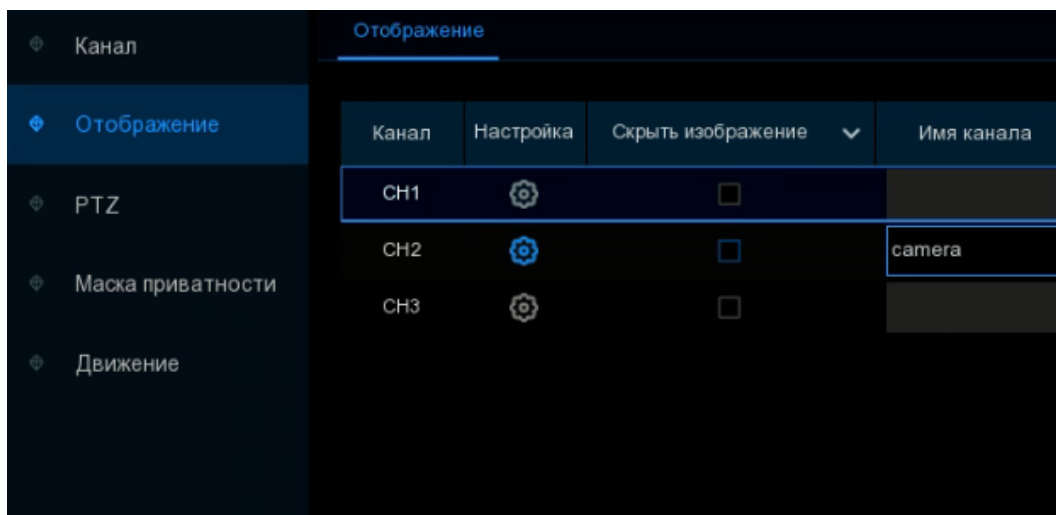 Канал
Отображение
PTZ
Маска приватности
Движение
Отображение
Канал Настройка Скрыть изображение Имя канала
CH1
CH2 camera
CH3